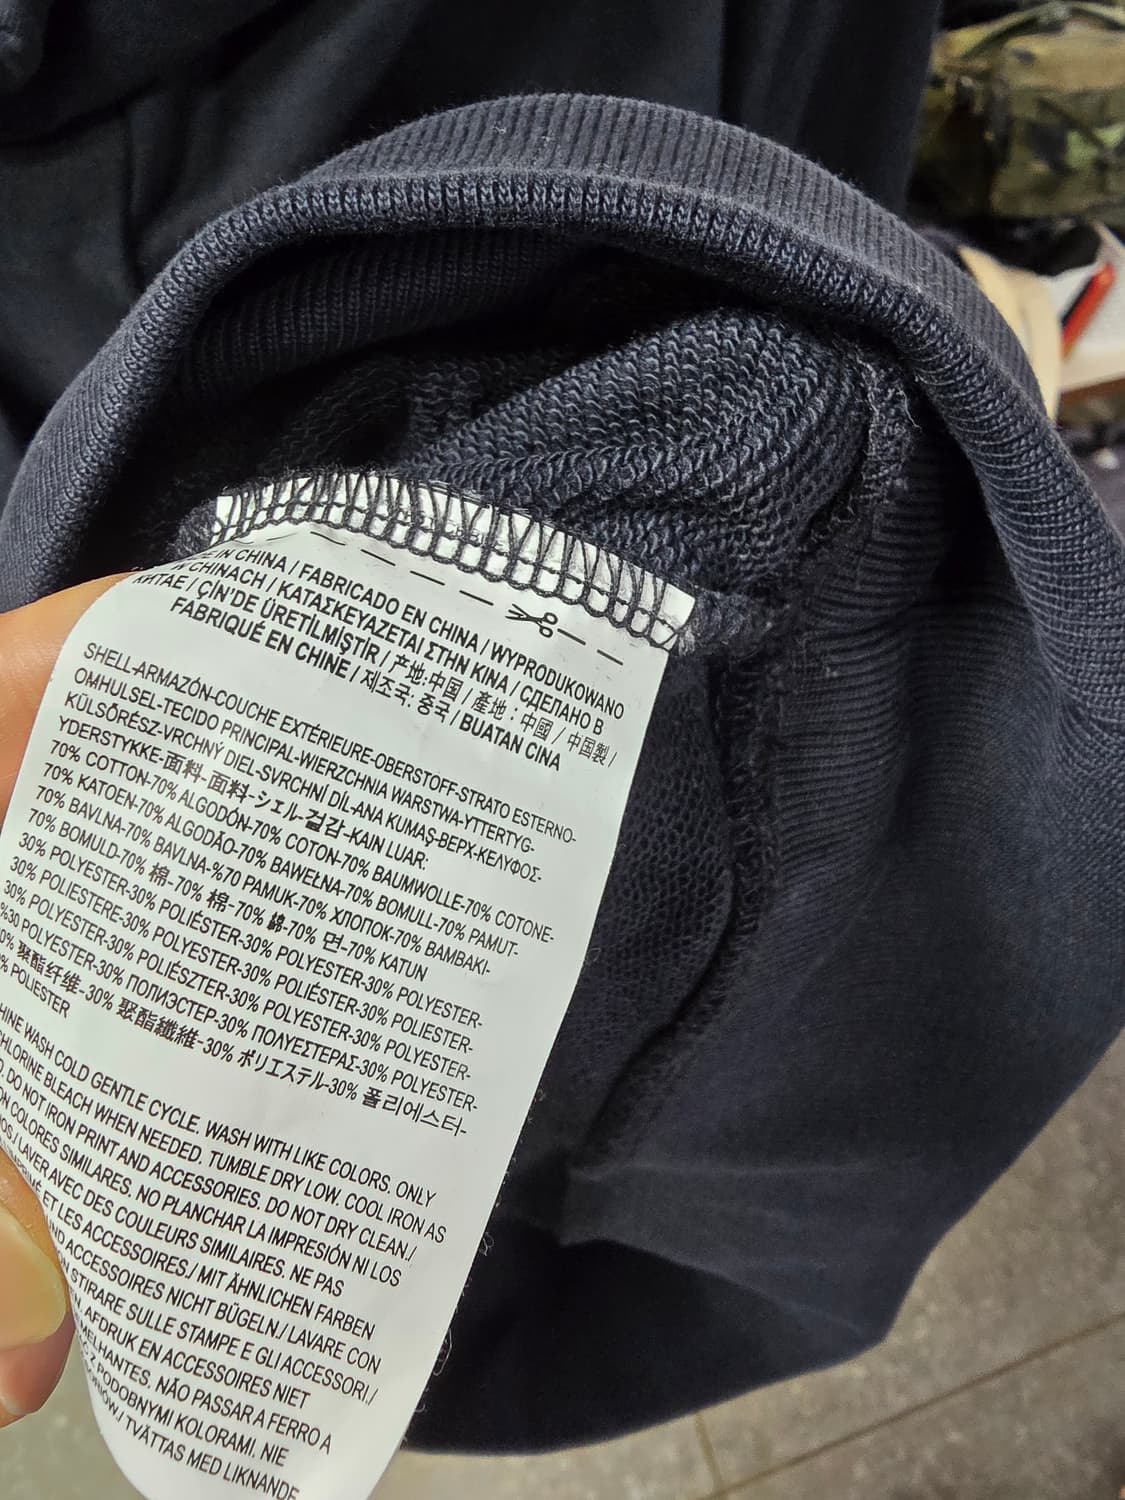 IN CHINA / FABRICADO EN CHINA / WYPRODUKOWANO
CHINACH / ΚΑΤΑΣΚΕΥΑΖΕΤΑΙ ΣΤΗΝ ΚΙΝΑ / СДЕЛАНО В
КИТАЕ / ÇİN'DE ÜRETİLMİŞTİR / 产地:中国 / 產地:中國 / 中国製 /
FABRIQUÉ EN CHINE / 제조국: 중국 / BUATAN CINA
SHELL-ARMAZÓN-COUCHE EXTÉRIEURE-OBERSTOFF-STRATO ESTERNO-
OMHULSEL-TECIDO PRINCIPAL-WIERZCHNIA WARSTWA-YTTERTYG-
KÜLSŐRÉSZ-VRCHNÝ DIEL-SVRCHNÍ DÍL-ANA KUMAŞ-ВЕРХ-ΚΕΛΥΦΟΣ-
YDERSTYKKE-面料-面料-シェル-겉감-KAIN LUAR:
70% COTTON-70% ALGODÓN-70% COTON-70% BAUMWOLLE-70% COTONE-
70% KATOEN-70% ALGODÃO-70% BAWEŁNA-70% BOMULL-70% PAMUT-
70% BAVLNA-70% BAVLNA-%70 PAMUK-70% ХЛОПОК-70% ΒΑΜΒΑΚΙ-
70% BOMULD-70% 棉-70% 棉-70% 綿-70% 면-70% KATUN
30% POLYESTER-30% POLIÉSTER-30% POLYESTER-30% POLYESTER-
30% POLIESTERE-30% POLYESTER-30% POLIÉSTER-30% POLIESTER-
30% POLYESTER-30% POLIÉSZTER-30% POLYESTER-30% POLYESTER-
%30 POLYESTER-30% ПОЛИЭСТЕР-30% ΠΟΛΥΕΣΤΕΡΑΣ-30% POLYESTER-
聚酯纤维-30% 聚酯纖維-30% ポリエステル-30% 폴리에스터-
POLIESTER
WASH COLD GENTLE CYCLE. WASH WITH LIKE COLORS. ONLY
BLEACH WHEN NEEDED. TUMBLE DRY LOW. COOL IRON AS
DO NOT IRON PRINT AND ACCESSORIES. DO NOT DRY CLEAN./
COLORES SIMILARES. NO PLANCHAR LA IMPRESIÓN NI LOS
/ LAVER AVEC DES COULEURS SIMILAIRES. NE PAS
ET LES ACCESSOIRES./ MIT ÄHNLICHEN FARBEN
ACCESSOIRES NICHT BÜGELN./ LAVARE CON
STIRARE SULLE STAMPE E GLI ACCESSORI./
AFDRUK EN ACCESSOIRES NIET
NÃO PASSAR A FERRO A
Z PODOBNYMI KOLORAMI. NIE
/ TVÄTTAS MED LIKNANDE